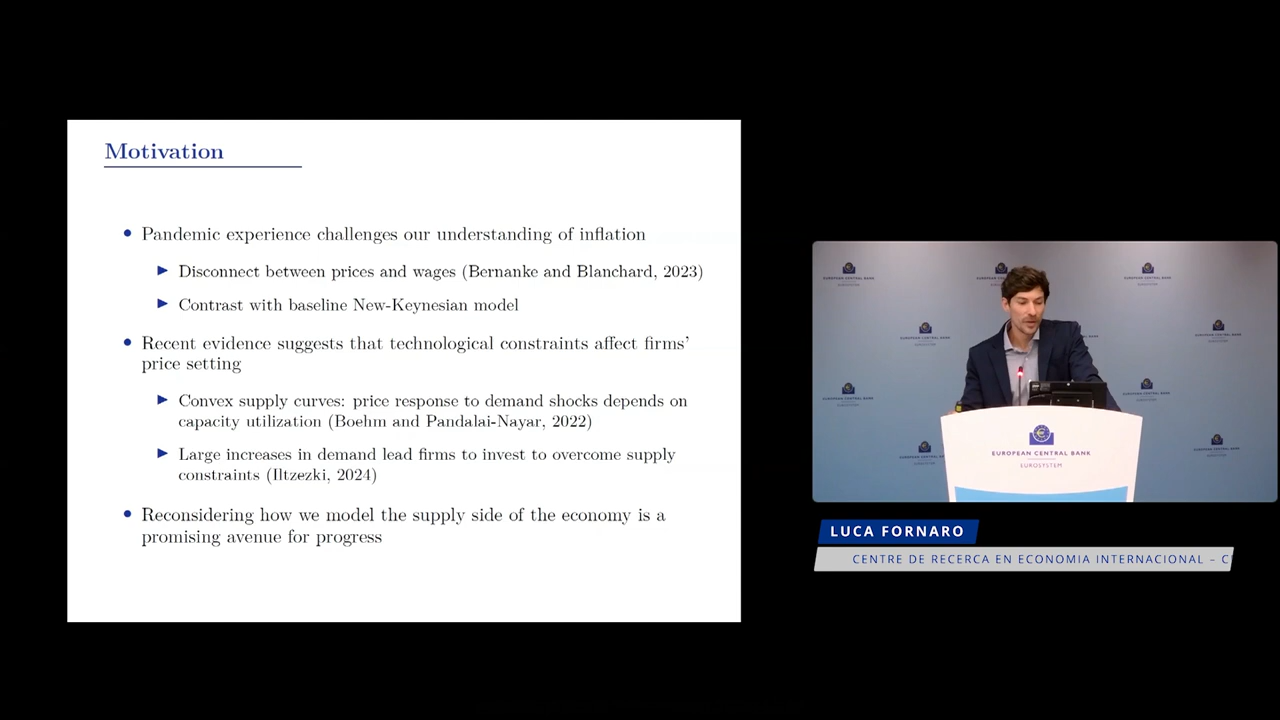 Motivation
• Pandemic experience challenges our understanding of inflation
▶ Disconnect between prices and wages (Bernanke and Blanchard, 2023)
▶ Contrast with baseline New-Keynesian model
• Recent evidence suggests that technological constraints affect firms'
price setting
▶ Convex supply curves: price response to demand shocks depends on
capacity utilization (Boehm and Pandalai-Nayar, 2022)
▶ Large increases in demand lead firms to invest to overcome supply
constraints (Iltzezki, 2024)
• Reconsidering how we model the supply side of the economy is a
promising avenue for progress
EUROPEAN CENTRAL BANK
EUROSYSTEM
LUCA FORNARO
CENTRE DE RECERCA EN ECONOMIA INTERNACIONAL – C